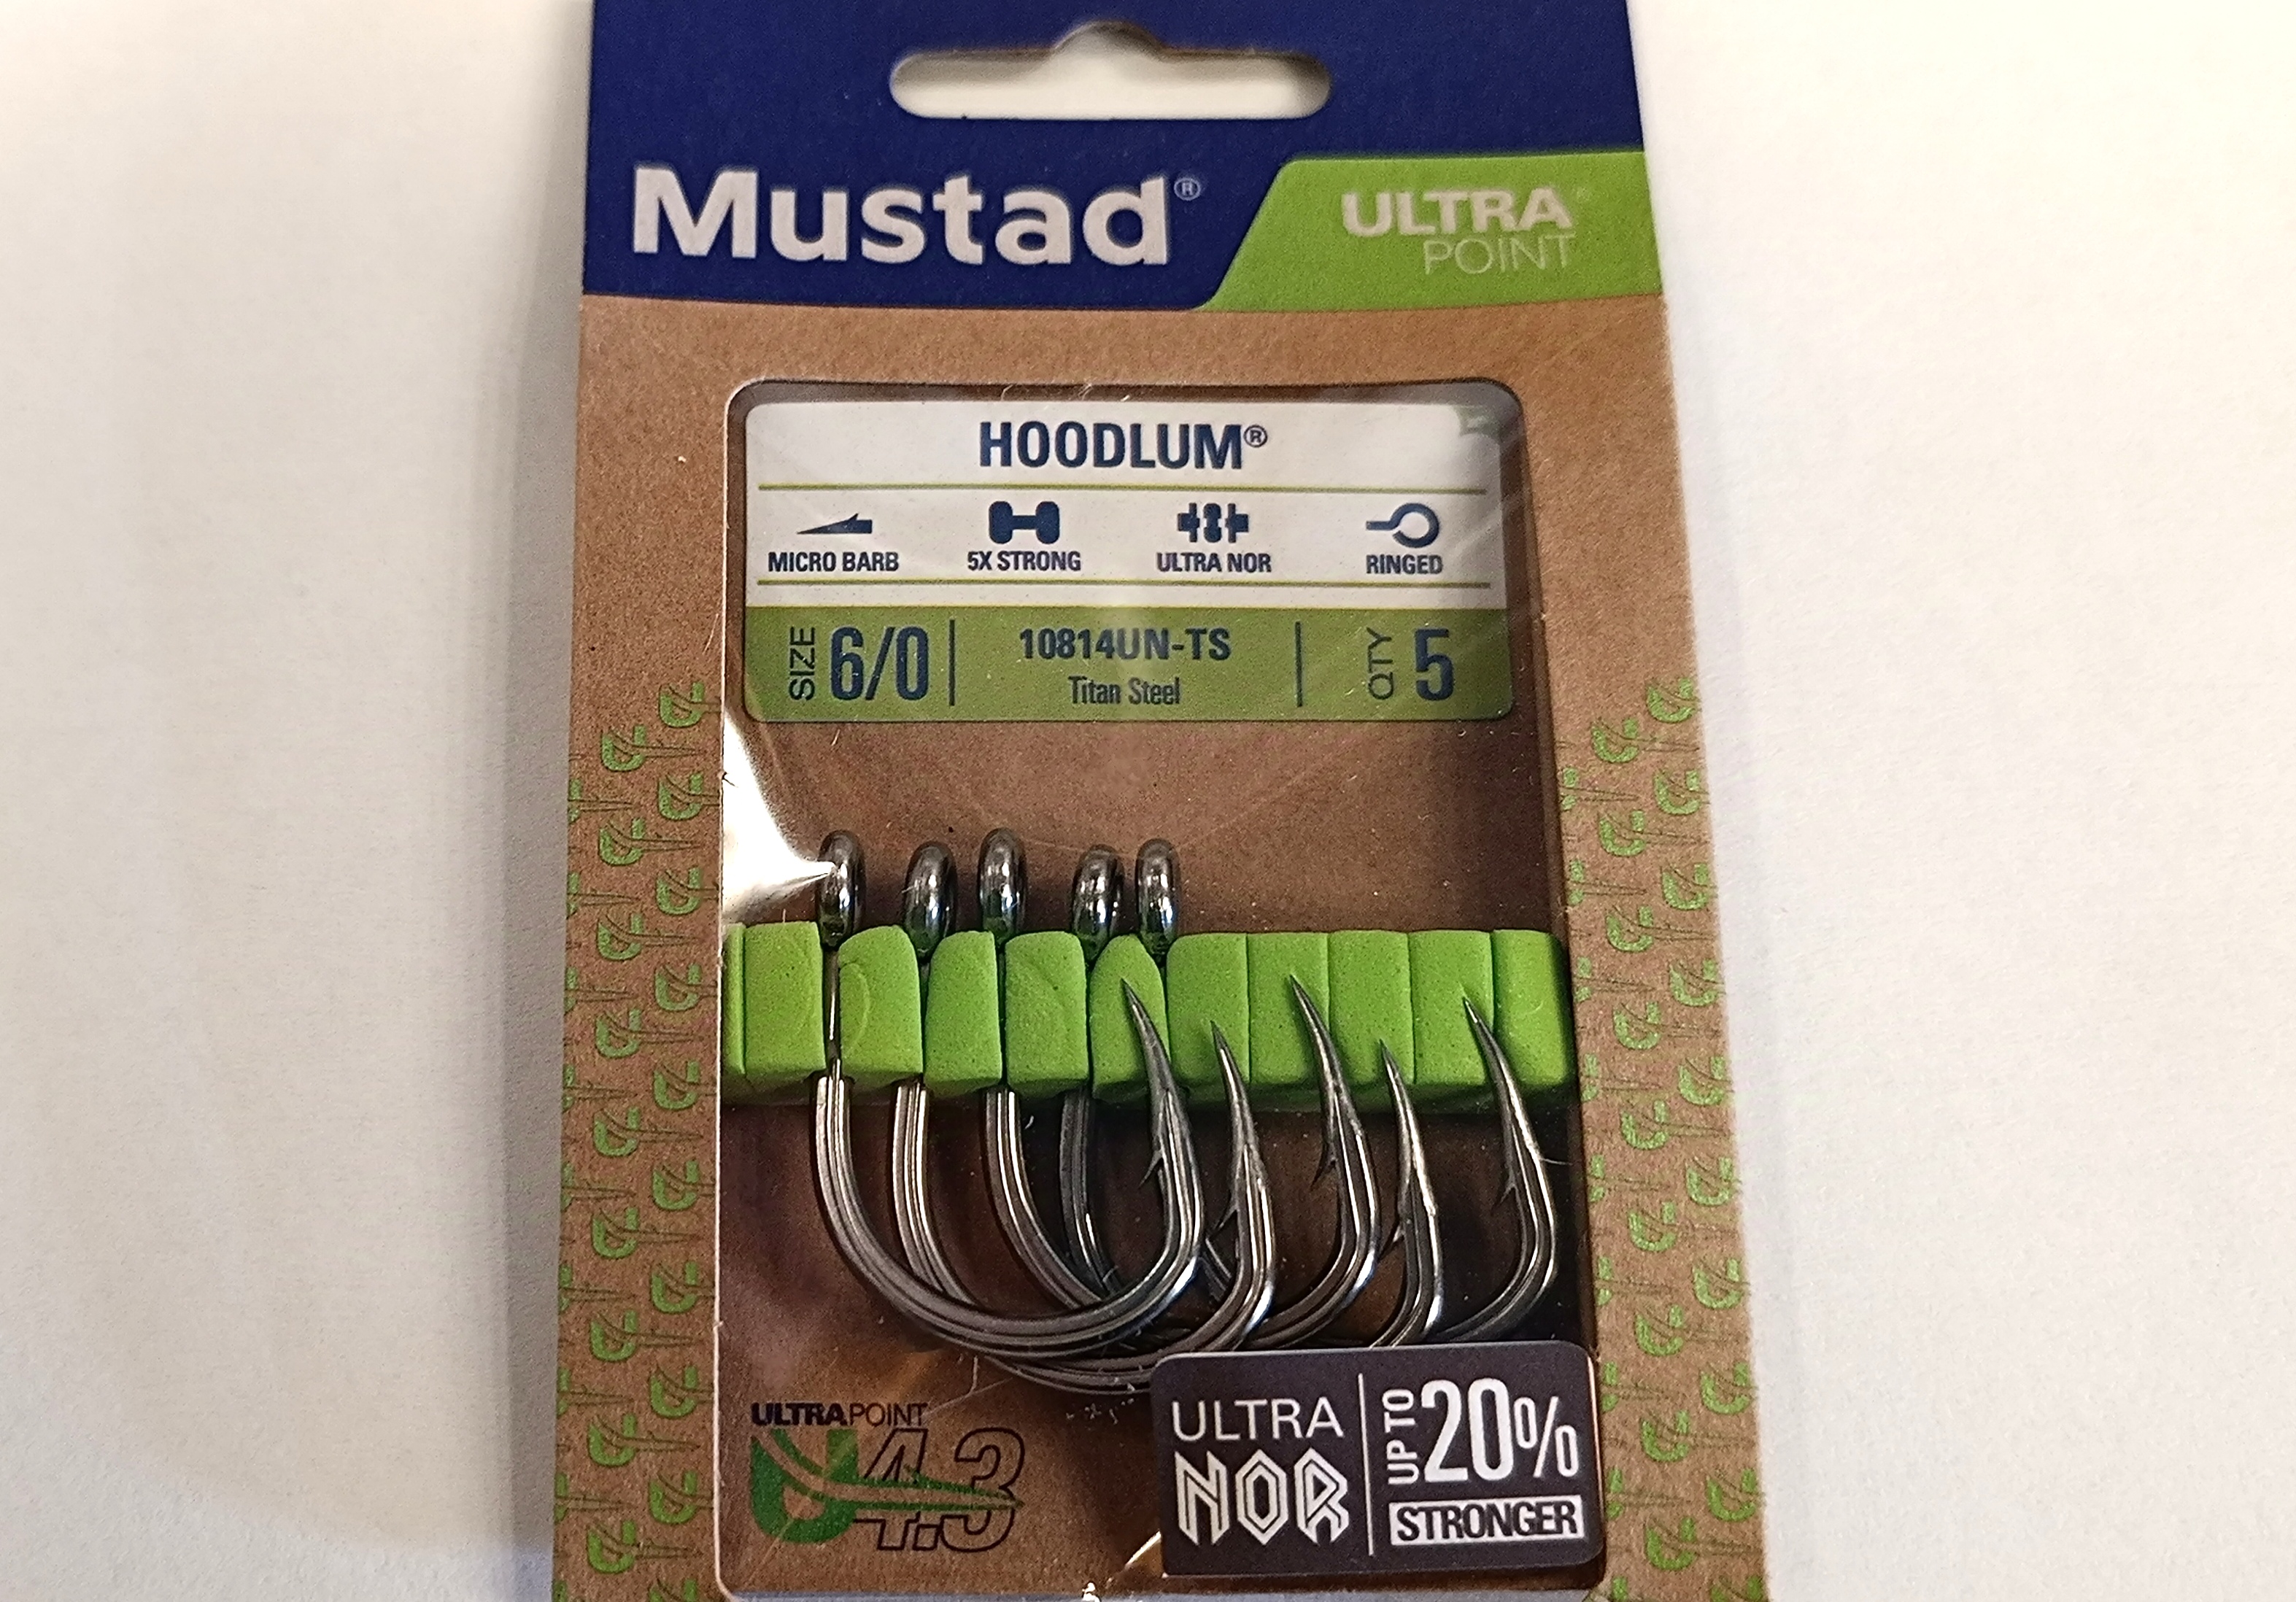 Mustad®
ULTRA®
POINT
HOODLUM®
MICRO BARB
5X STRONG
ULTRA NOR
RINGED
SIZE 6/0
10814UN-TS
Titan Steel
QTY 5
ULTRAPOINT
U4.3
ULTRA
NOR
UP TO 20%
STRONGER